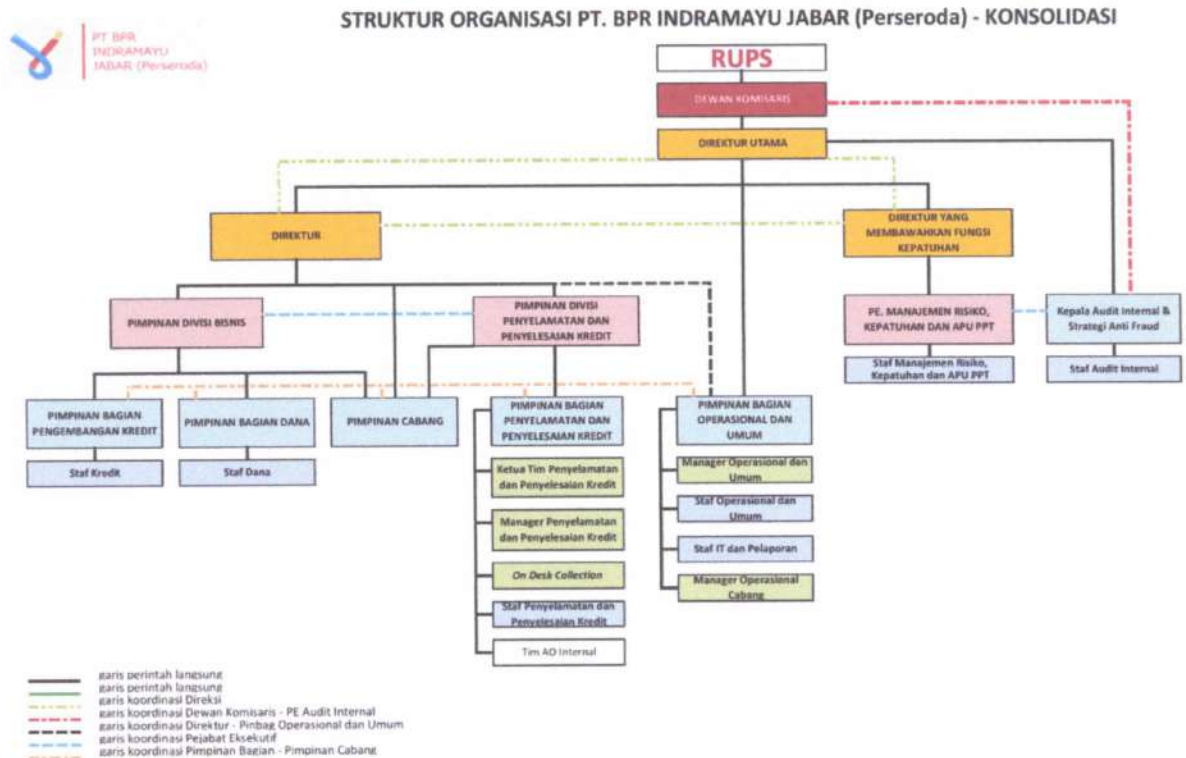 STRUKTUR ORGANISASI PT. BPR INDRAMAYU JABAR (Perseroda) - KONSOLIDASI
PT BPR
INDRAMAYU
JABAR (Perseroda)
RUPS
DEWAN KOMISARIS
DIREKTUR UTAMA
DIREKTUR
DIREKTUR YANG
MEMBAWAHKAN FUNGSI
KEPATUHAN
PIMPINAN DIVISI BISNIS
PIMPINAN DIVISI
PENYELAMATAN DAN
PENYELESAIAN KREDIT
PE. MANAJEMEN RISIKO,
KEPATUHAN DAN APU PPT
Kepala Audit Internal &
Strategi Anti Fraud
Staf Manajemen Risiko,
Kepatuhan dan APU PPT
Staf Audit Internal
PIMPINAN BAGIAN
PENGEMBANGAN KREDIT
PIMPINAN BAGIAN DANA
PIMPINAN CABANG
PIMPINAN BAGIAN
PENYELAMATAN DAN
PENYELESAIAN KREDIT
PIMPINAN BAGIAN
OPERASIONAL DAN
UMUM
Staf Kredit
Staf Dana
Ketua Tim Penyelamatan
dan Penyelesaian Kredit
Manager Penyelamatan
dan Penyelesaian Kredit
On Desk Collection
Staf Penyelamatan dan
Penyelesaian Kredit
Tim AO Internal
Manager Operasional dan
Umum
Staf Operasional dan
Umum
Staf IT dan Pelaporan
Manager Operasional
Cabang
garis perintah langsung
garis perintah langsung
garis koordinasi Direksi
garis koordinasi Dewan Komisaris - PE Audit Internal
garis koordinasi Direktur - Pinbag Operasional dan Umum
garis koordinasi Pejabat Eksekutif
garis koordinasi Pimpinan Bagian - Pimpinan Cabang